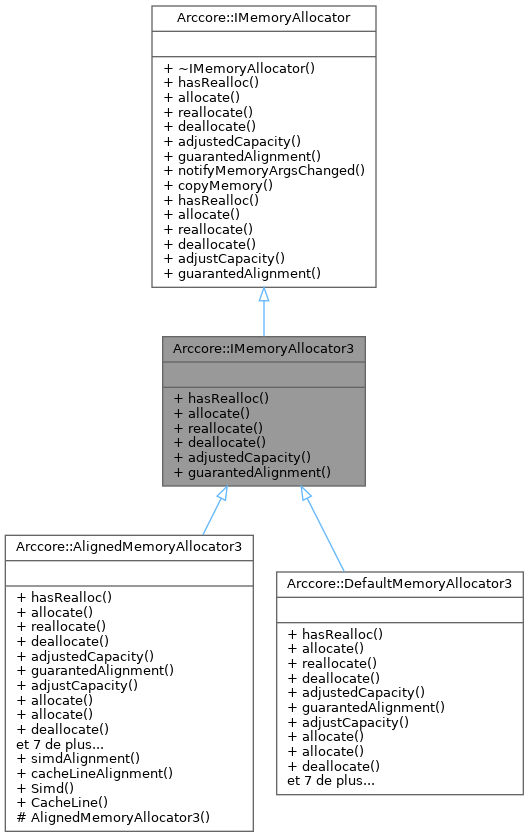 Arccore::IMemoryAllocator
+ ~IMemoryAllocator()
+ hasRealloc()
+ allocate()
+ reallocate()
+ deallocate()
+ adjustedCapacity()
+ guarantedAlignment()
+ notifyMemoryArgsChanged()
+ copyMemory()
+ hasRealloc()
+ allocate()
+ reallocate()
+ deallocate()
+ adjustCapacity()
+ guarantedAlignment()
Arccore::IMemoryAllocator3
+ hasRealloc()
+ allocate()
+ reallocate()
+ deallocate()
+ adjustedCapacity()
+ guarantedAlignment()
Arccore::AlignedMemoryAllocator3
+ hasRealloc()
+ allocate()
+ reallocate()
+ deallocate()
+ adjustedCapacity()
+ guarantedAlignment()
+ adjustCapacity()
+ allocate()
+ allocate()
+ deallocate()
et 7 de plus...
+ simdAlignment()
+ cacheLineAlignment()
+ Simd()
+ CacheLine()
# AlignedMemoryAllocator3()
Arccore::DefaultMemoryAllocator3
+ hasRealloc()
+ allocate()
+ reallocate()
+ deallocate()
+ adjustedCapacity()
+ guarantedAlignment()
+ adjustCapacity()
+ allocate()
+ allocate()
+ deallocate()
et 7 de plus...